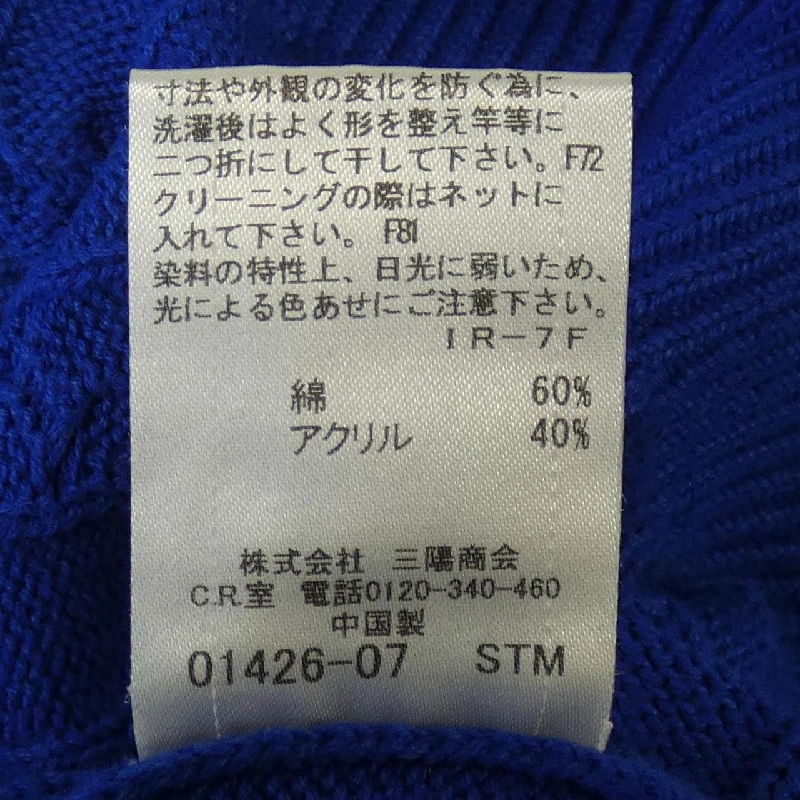 寸法や外観の変化を防ぐ為に、
洗濯後はよく形を整え竿等に
二つ折にして干して下さい。F72
クリーニングの際はネットに
入れて下さい。 F81
染料の特性上、日光に弱いため、
光による色あせにご注意下さい。
IR-7F
綿 60%
アクリル 40%
株式会社 三陽商会
C.R.室 電話0120-340-460
中国製
01426-07 STM